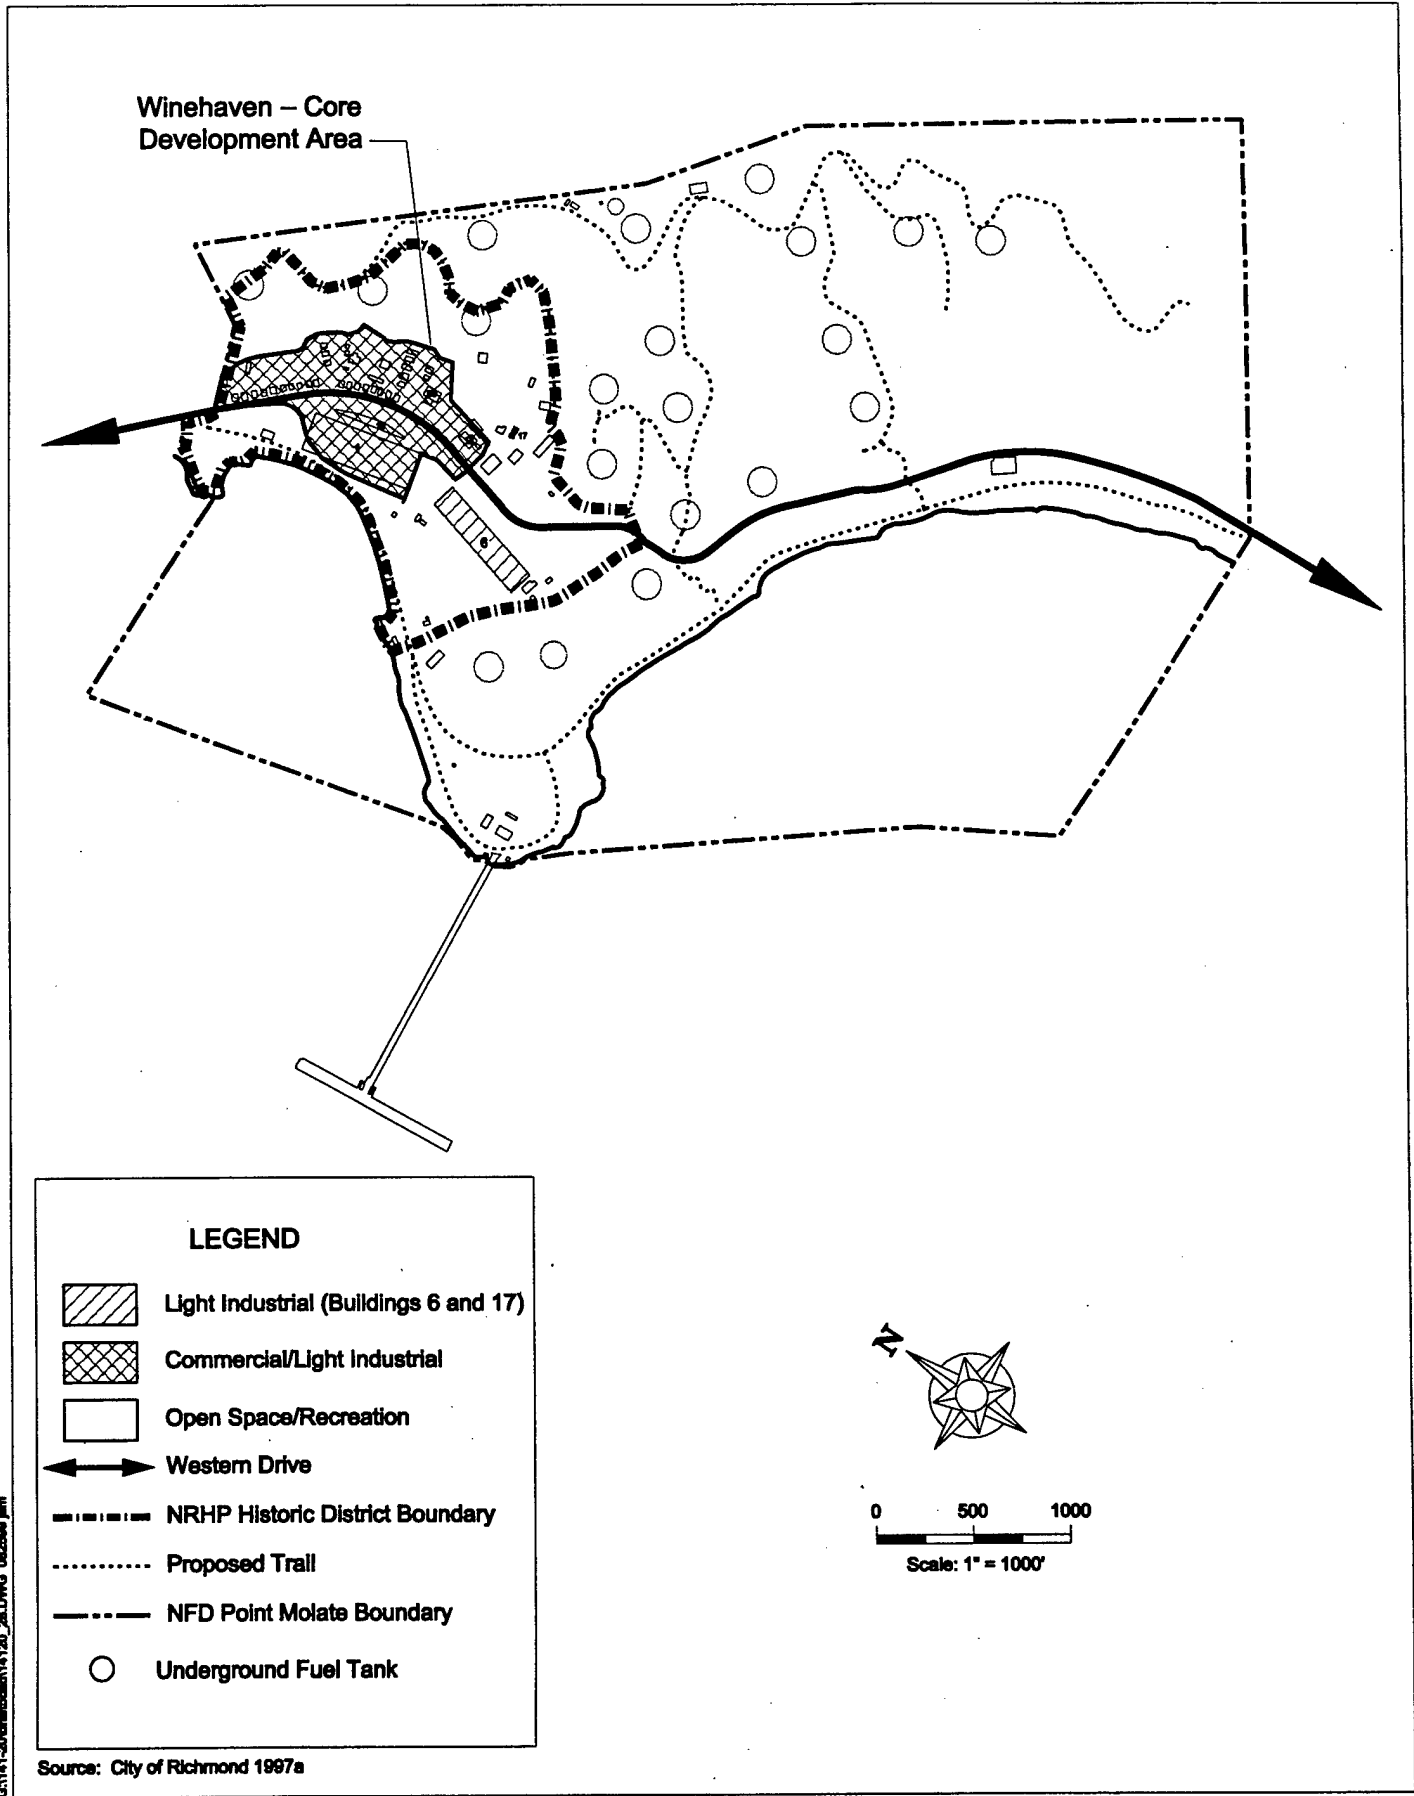 Winehaven – Core
Development Area
17
6
LEGEND
Light Industrial (Buildings 6 and 17)
Commercial/Light Industrial
Open Space/Recreation
Western Drive
NRHP Historic District Boundary
Proposed Trail
NFD Point Molate Boundary
Underground Fuel Tank
N
0 500 1000
Scale: 1" = 1000'
Source: City of Richmond 1997a